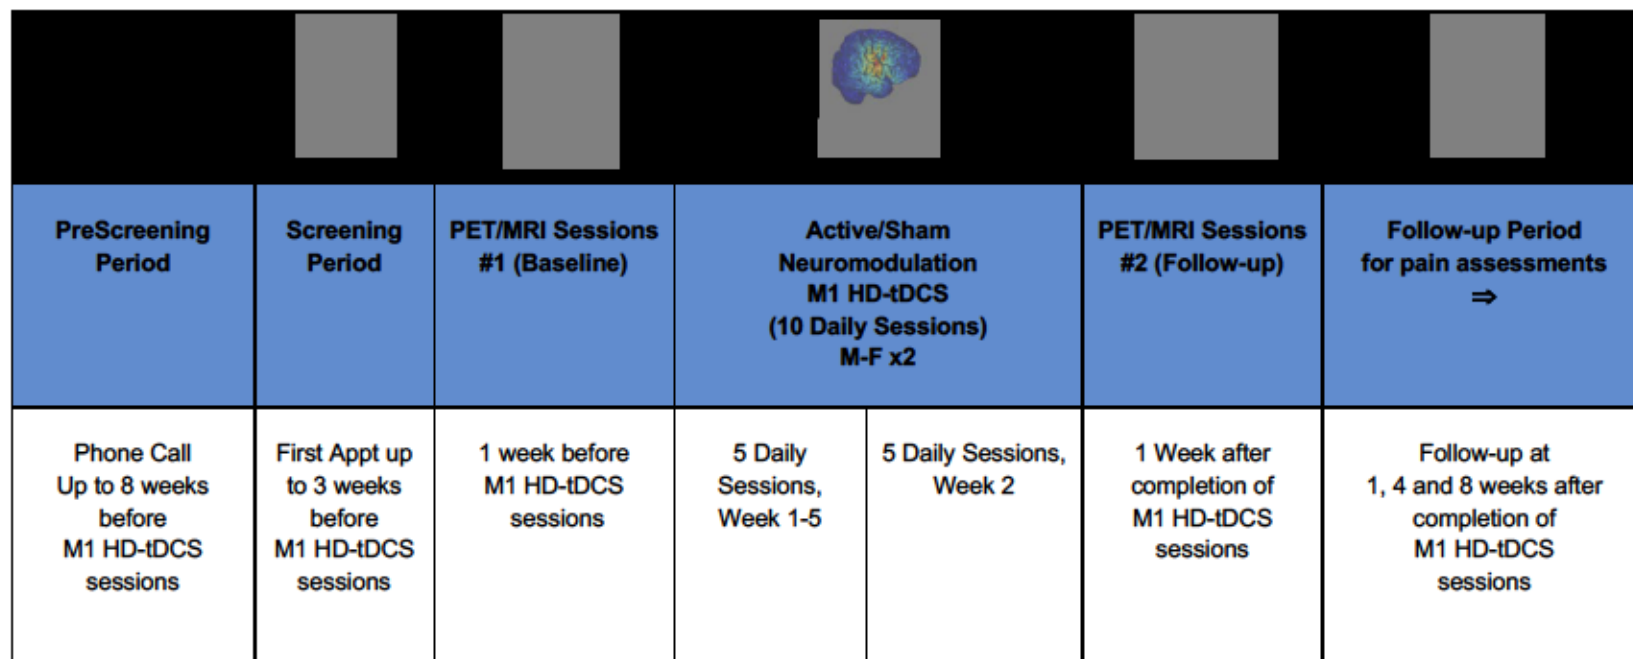 PreScreening
Period
Screening
Period
PET/MRI Sessions
#1 (Baseline)
Active/Sham
Neuromodulation
M1 HD-tDCS
(10 Daily Sessions)
M-F x2
PET/MRI Sessions
#2 (Follow-up)
Follow-up Period
for pain assessments
⇒
Phone Call
Up to 8 weeks
before
M1 HD-tDCS
sessions
First Appt up
to 3 weeks
before
M1 HD-tDCS
sessions
1 week before
M1 HD-tDCS
sessions
5 Daily
Sessions,
Week 1-5
5 Daily Sessions,
Week 2
1 Week after
completion of
M1 HD-tDCS
sessions
Follow-up at
1, 4 and 8 weeks after
completion of
M1 HD-tDCS
sessions